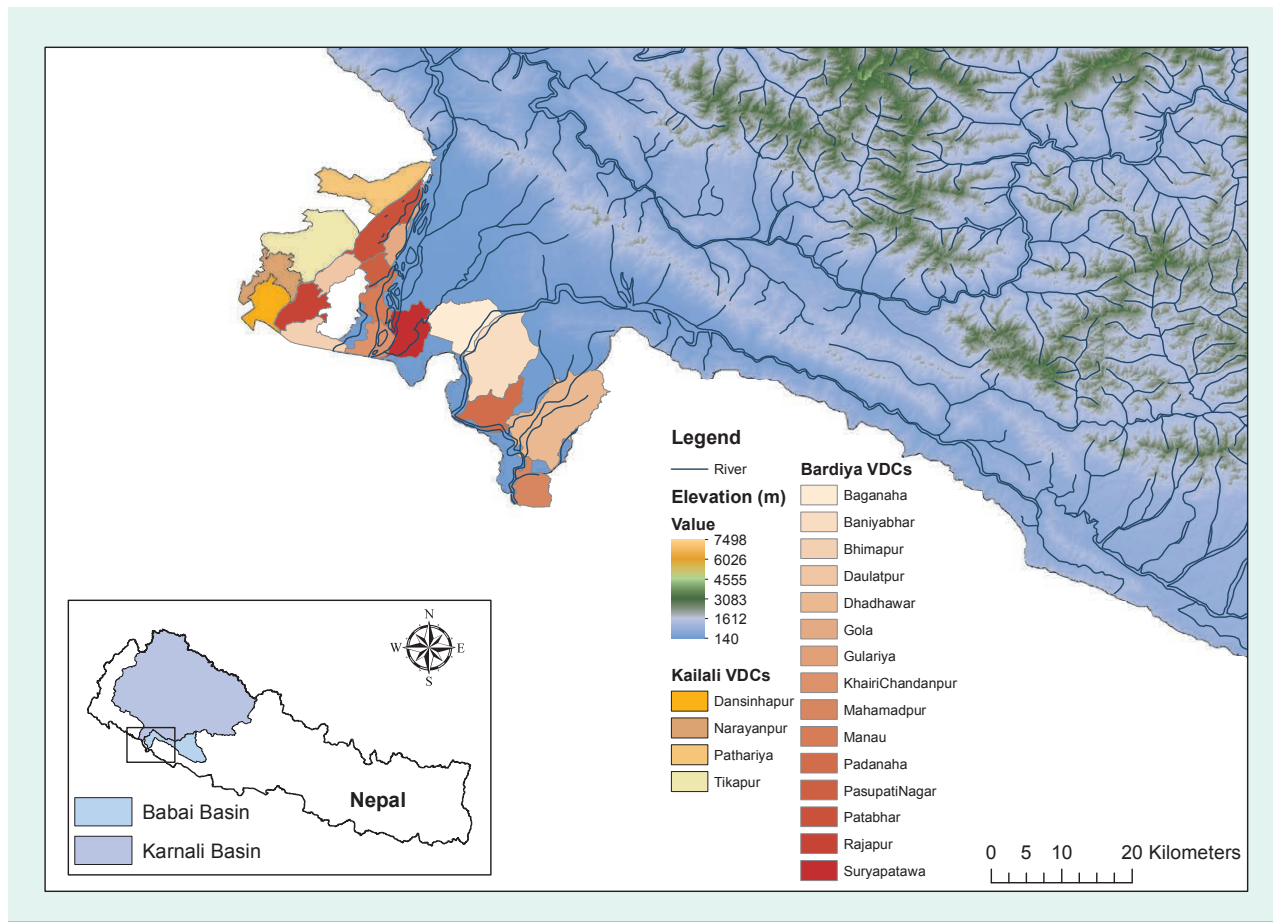 Legend
River
Elevation (m)
Value
7498
6026
4555
3083
1612
140
Kailali VDCs
Dansinhapur
Narayanpur
Pathariya
Tikapur
Bardiya VDCs
Baganaha
Baniyabhar
Bhimapur
Daulatpur
Dhadhawar
Gola
Gulariya
KhairiChandanpur
Mahamadpur
Manau
Padanaha
PasupatiNagar
Patabhar
Rajapur
Suryapatawa
0 5 10 20 Kilometers
N
W E
S
Nepal
Babai Basin
Karnali Basin